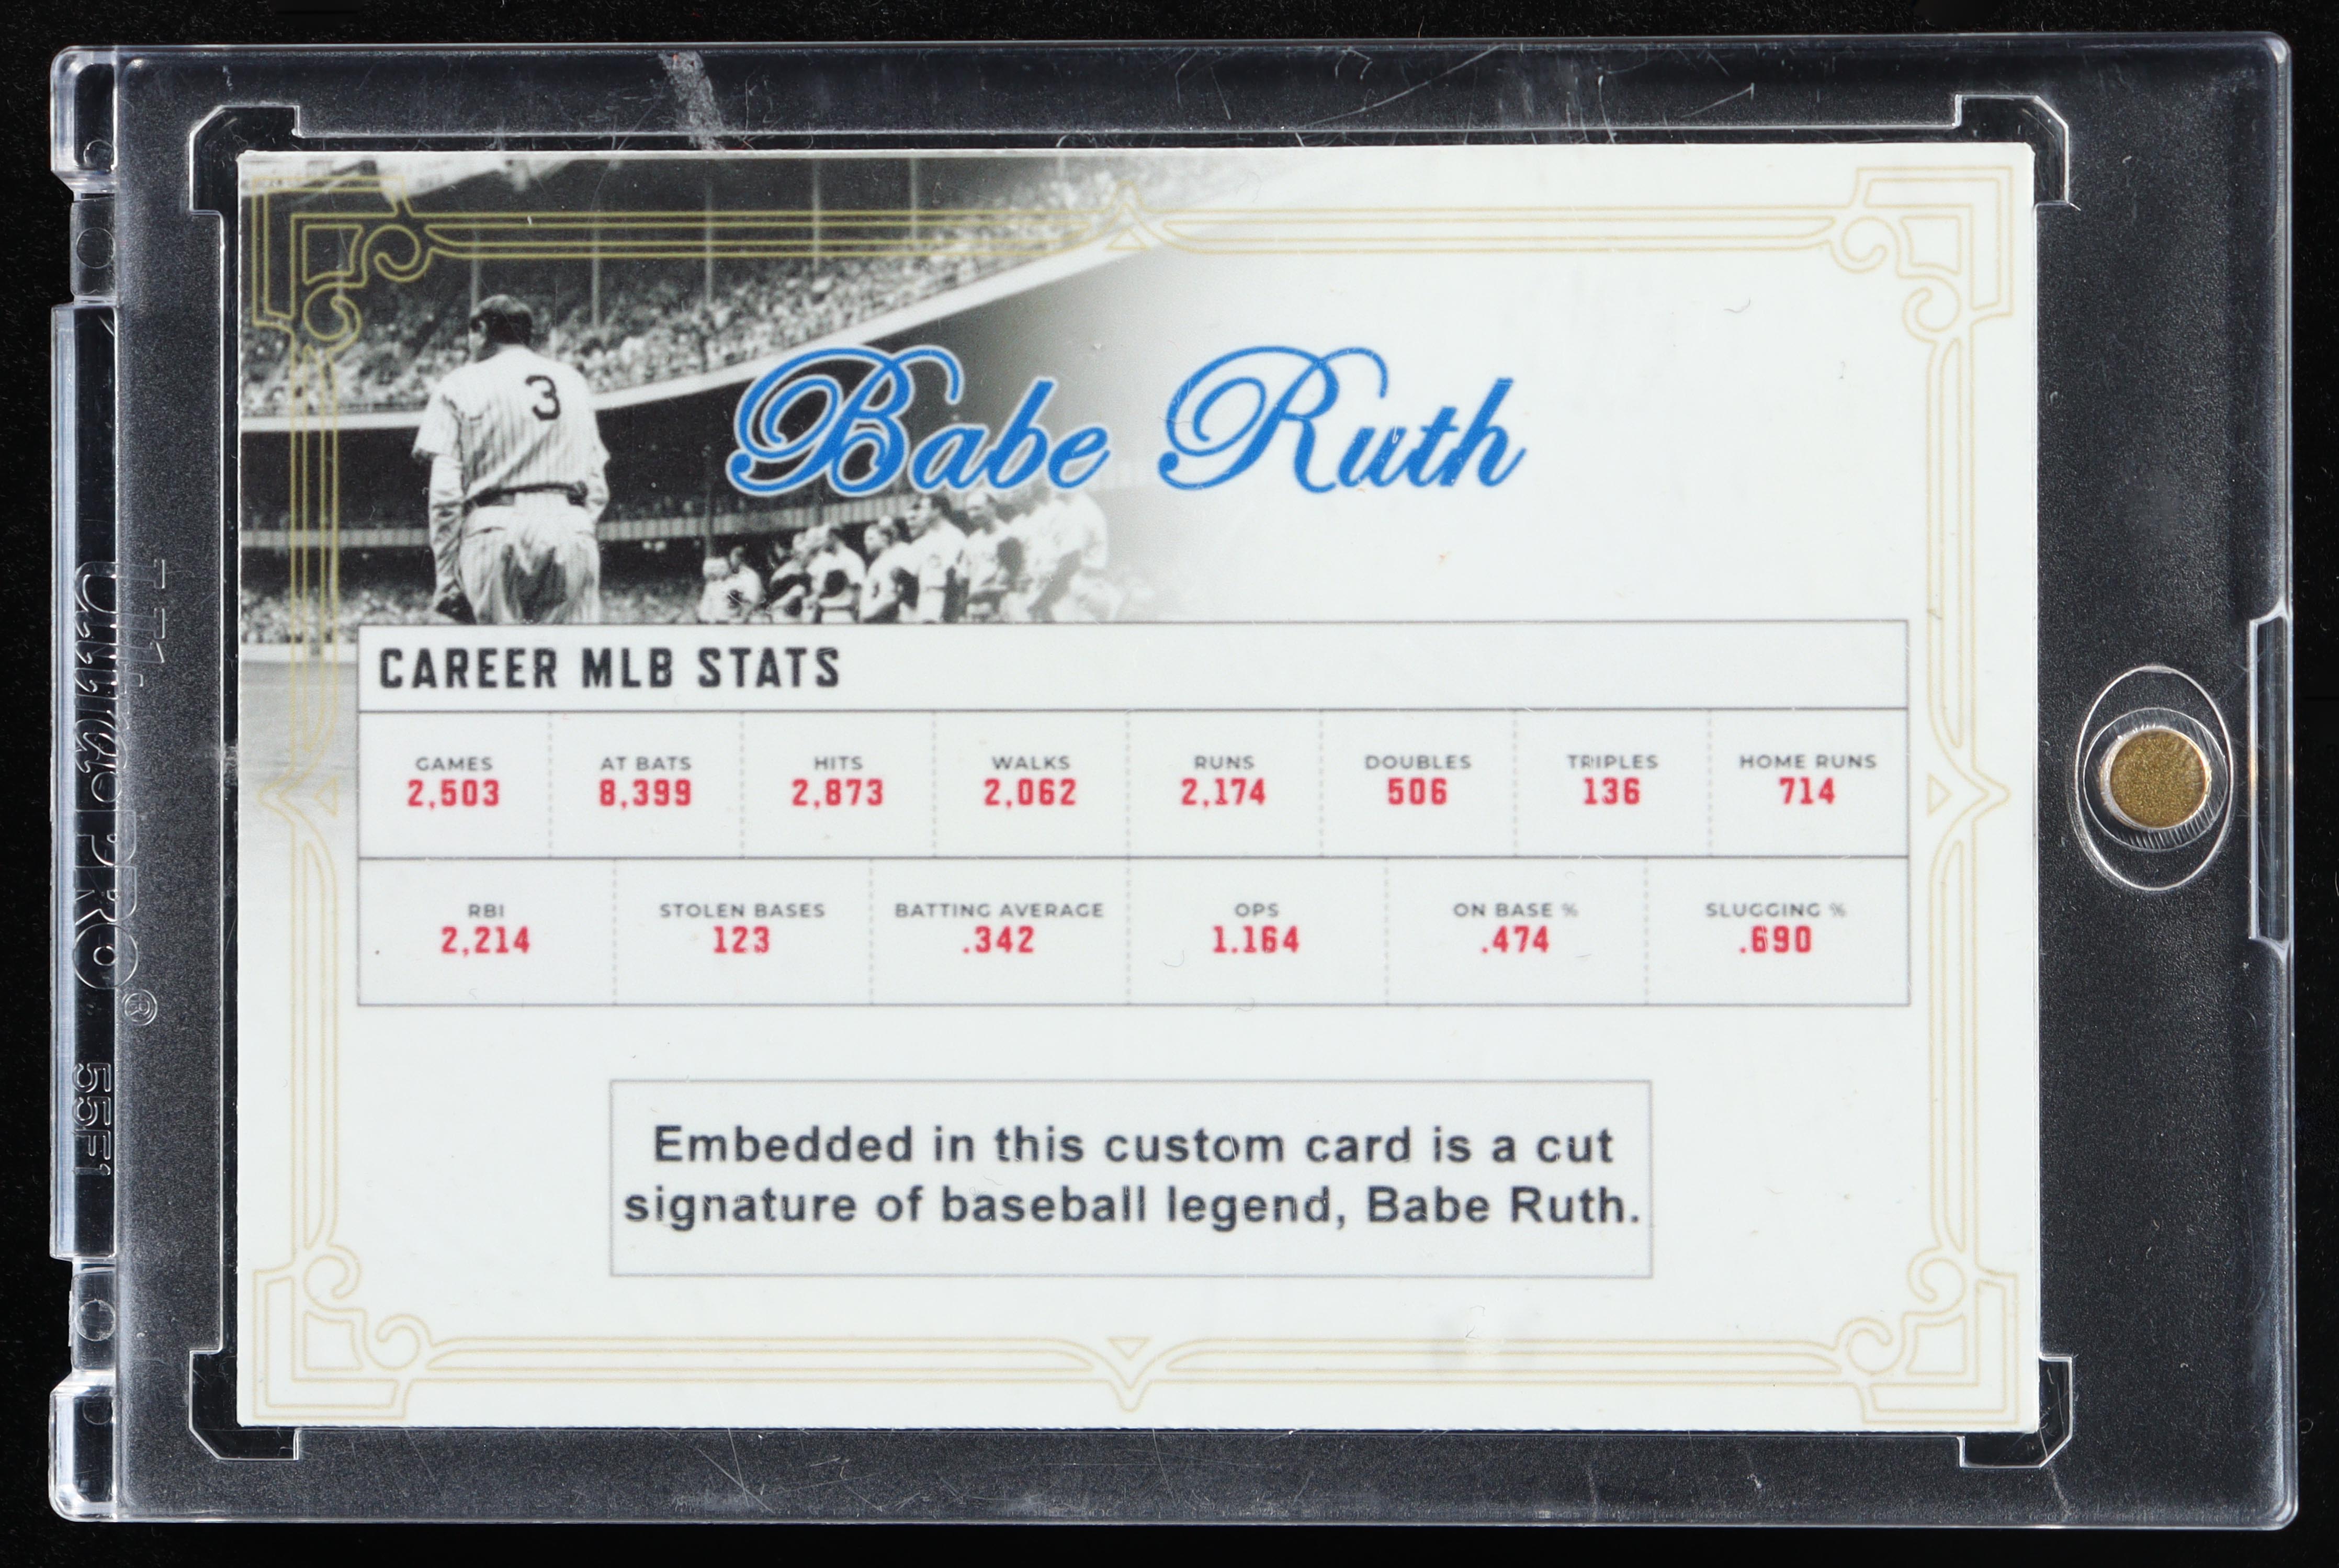 3
Babe Ruth
CAREER MLB STATS
GAMES AT BATS HITS WALKS RUNS DOUBLES TRIPLES HOME RUNS
2,503 8,399 2,873 2,062 2,174 506 136 714
RBI STOLEN BASES BATTING AVERAGE OPS ON BASE % SLUGGING %
2,214 123 .342 1.164 .474 .690
Embedded in this custom card is a cut
signature of baseball legend, Babe Ruth.
Ultra PRO ®
55F1